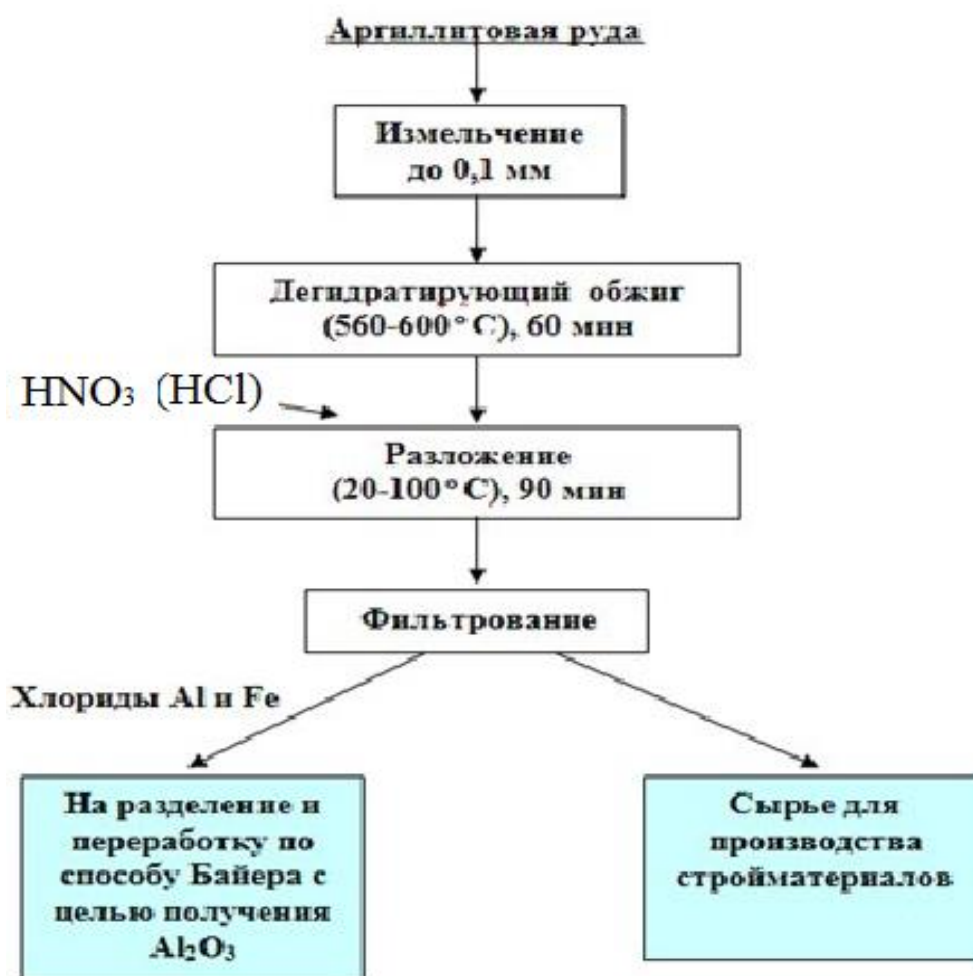 Аргиллитовая руда
Измельчение
до 0,1 мм
Дегидратирующий обжиг
(560-600°С), 60 мин
HNO₃ (HCl)
Разложение
(20-100°С), 90 мин
Фильтрование
Хлориды Al и Fe
На разделение и
переработку по
способу Байера с
целью получения
Al₂O₃
Сырье для
производства
стройматериалов